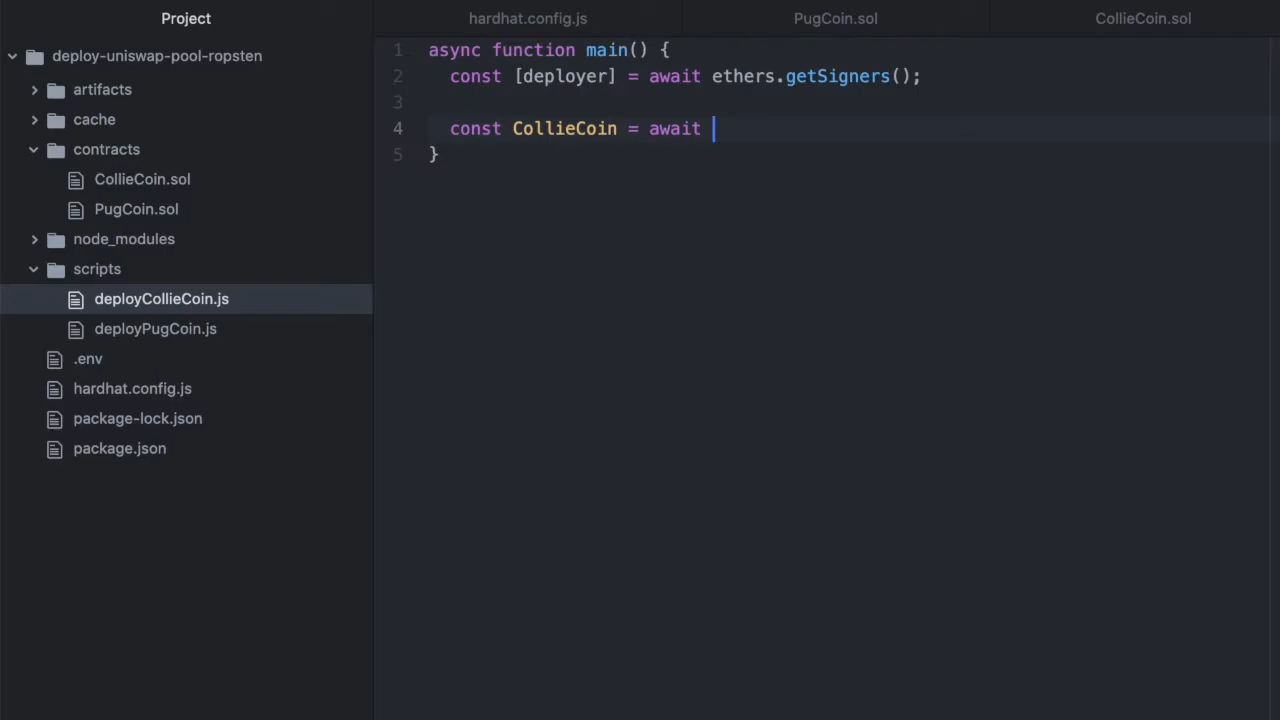 Project
deploy-uniswap-pool-ropsten
artifacts
cache
contracts
CollieCoin.sol
PugCoin.sol
node_modules
scripts
deployCollieCoin.js
deployPugCoin.js
.env
hardhat.config.js
package-lock.json
package.json
hardhat.config.js PugCoin.sol CollieCoin.sol
1 async function main() {
2 const [deployer] = await ethers.getSigners();
3
4 const CollieCoin = await
5 }